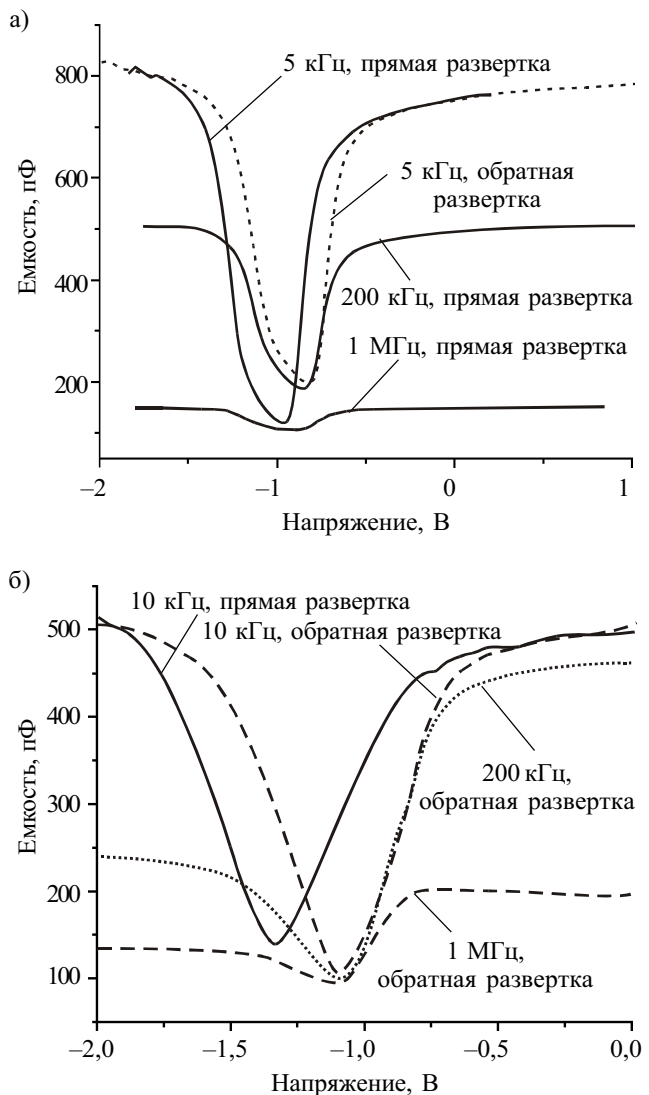 а)
800
600
400
200
Емкость, пФ
5 кГц, прямая развертка
5 кГц, обратная
развертка
200 кГц, прямая развертка
1 МГц, прямая развертка
–2
–1
0
1
Напряжение, В
б)
500
400
300
200
100
Емкость, пФ
10 кГц, прямая развертка
10 кГц, обратная развертка
200 кГц,
обратная развертка
1 МГц,
обратная развертка
–2,0
–1,5
–1,0
–0,5
0,0
Напряжение, В